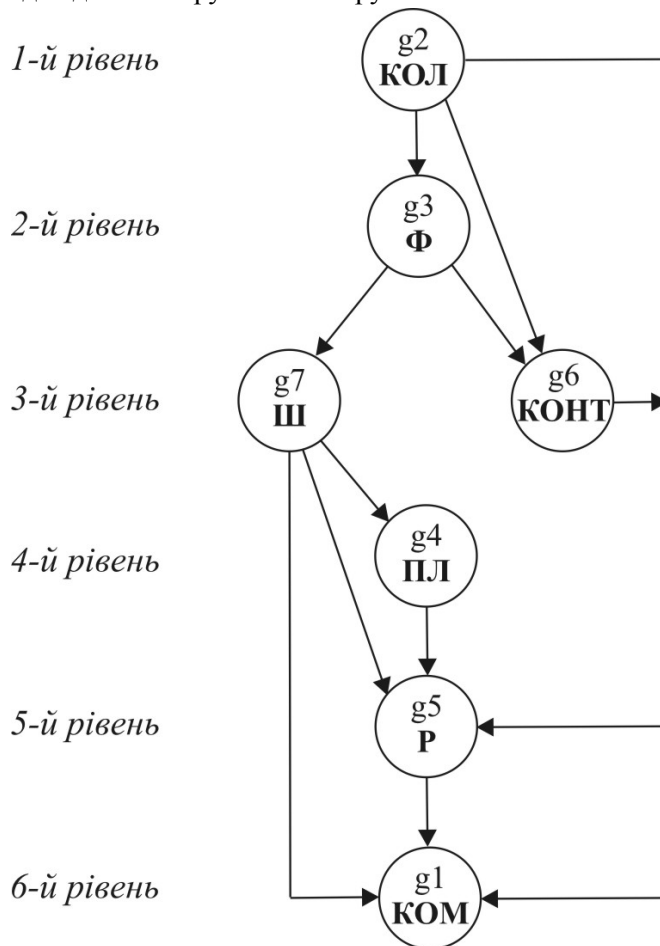 1-й рівень
g2
КОЛ
2-й рівень
g3
Ф
3-й рівень
g7
Ш
g6
КОНТ
4-й рівень
g4
ПЛ
5-й рівень
g5
Р
6-й рівень
g1
КОМ